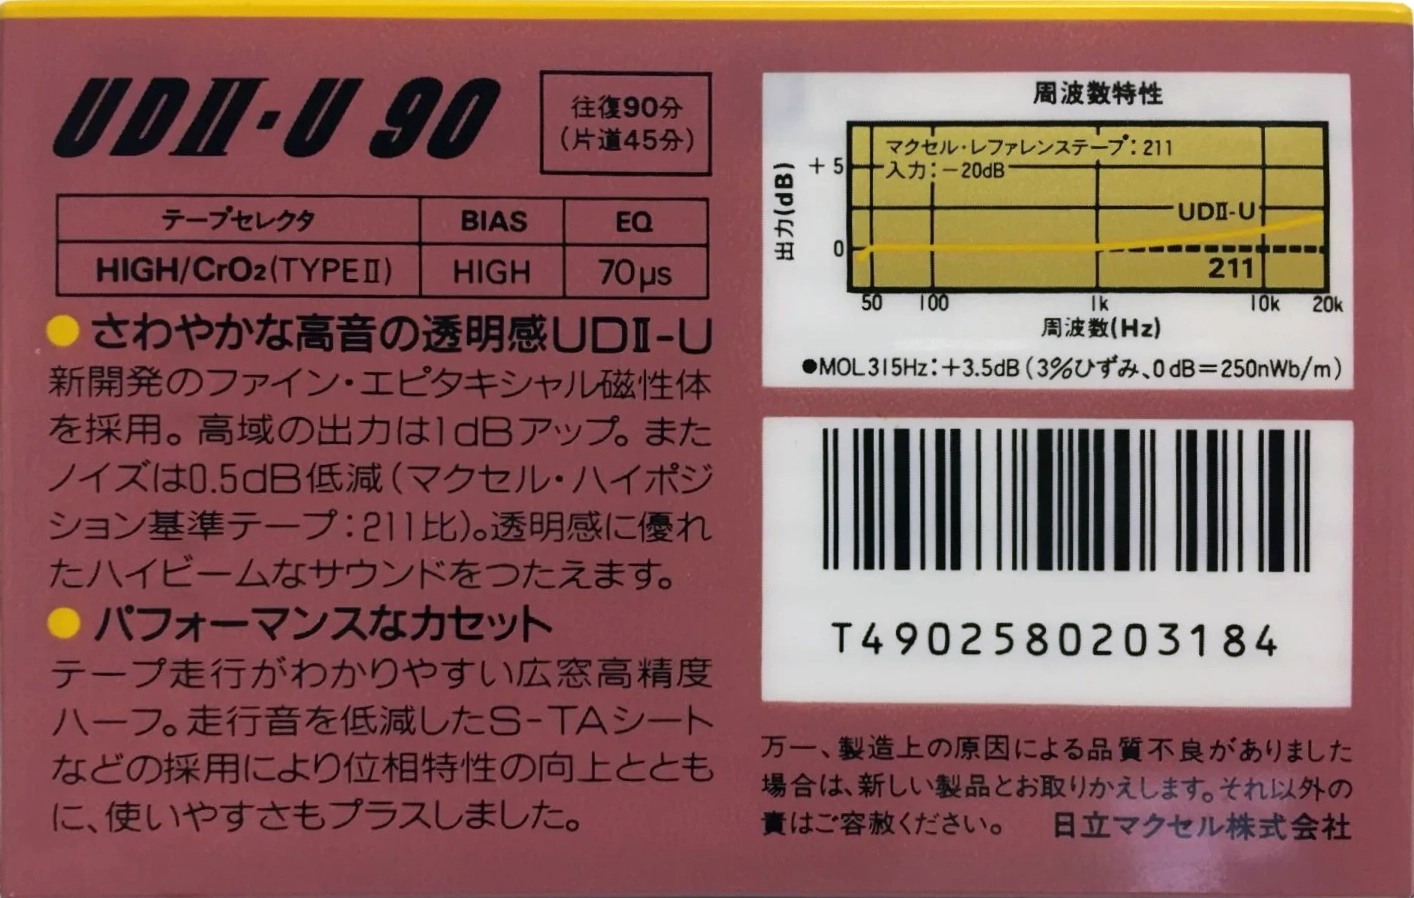 UDII・U 90
往復90分
(片道45分)
テープセレクタ BIAS EQ
HIGH/CrO₂(TYPEII) HIGH 70μs
●さわやかな高音の透明感UDII-U
新開発のファイン・エピタキシャル磁性体
を採用。高域の出力は1dBアップ。また
ノイズは0.5dB低減(マクセル・ハイポジ
ション基準テープ:211比)。透明感に優れ
たハイビームなサウンドをつたえます。
●パフォーマンスなカセット
テープ走行がわかりやすい広窓高精度
ハーフ。走行音を低減したS-TAシート
などの採用により位相特性の向上ととも
に、使いやすさもプラスしました。
周波数特性
マクセル・レファレンステープ:211
入力:-20dB
+5
UDII-U
0
211
出力(dB)
50 100 1k 10k 20k
周波数(Hz)
●MOL315Hz:+3.5dB(3%ひずみ、0dB=250nWb/m)
T4902580203184
万一、製造上の原因による品質不良がありました
場合は、新しい製品とお取りかえします。それ以外の
責はご容赦ください。 日立マクセル株式会社